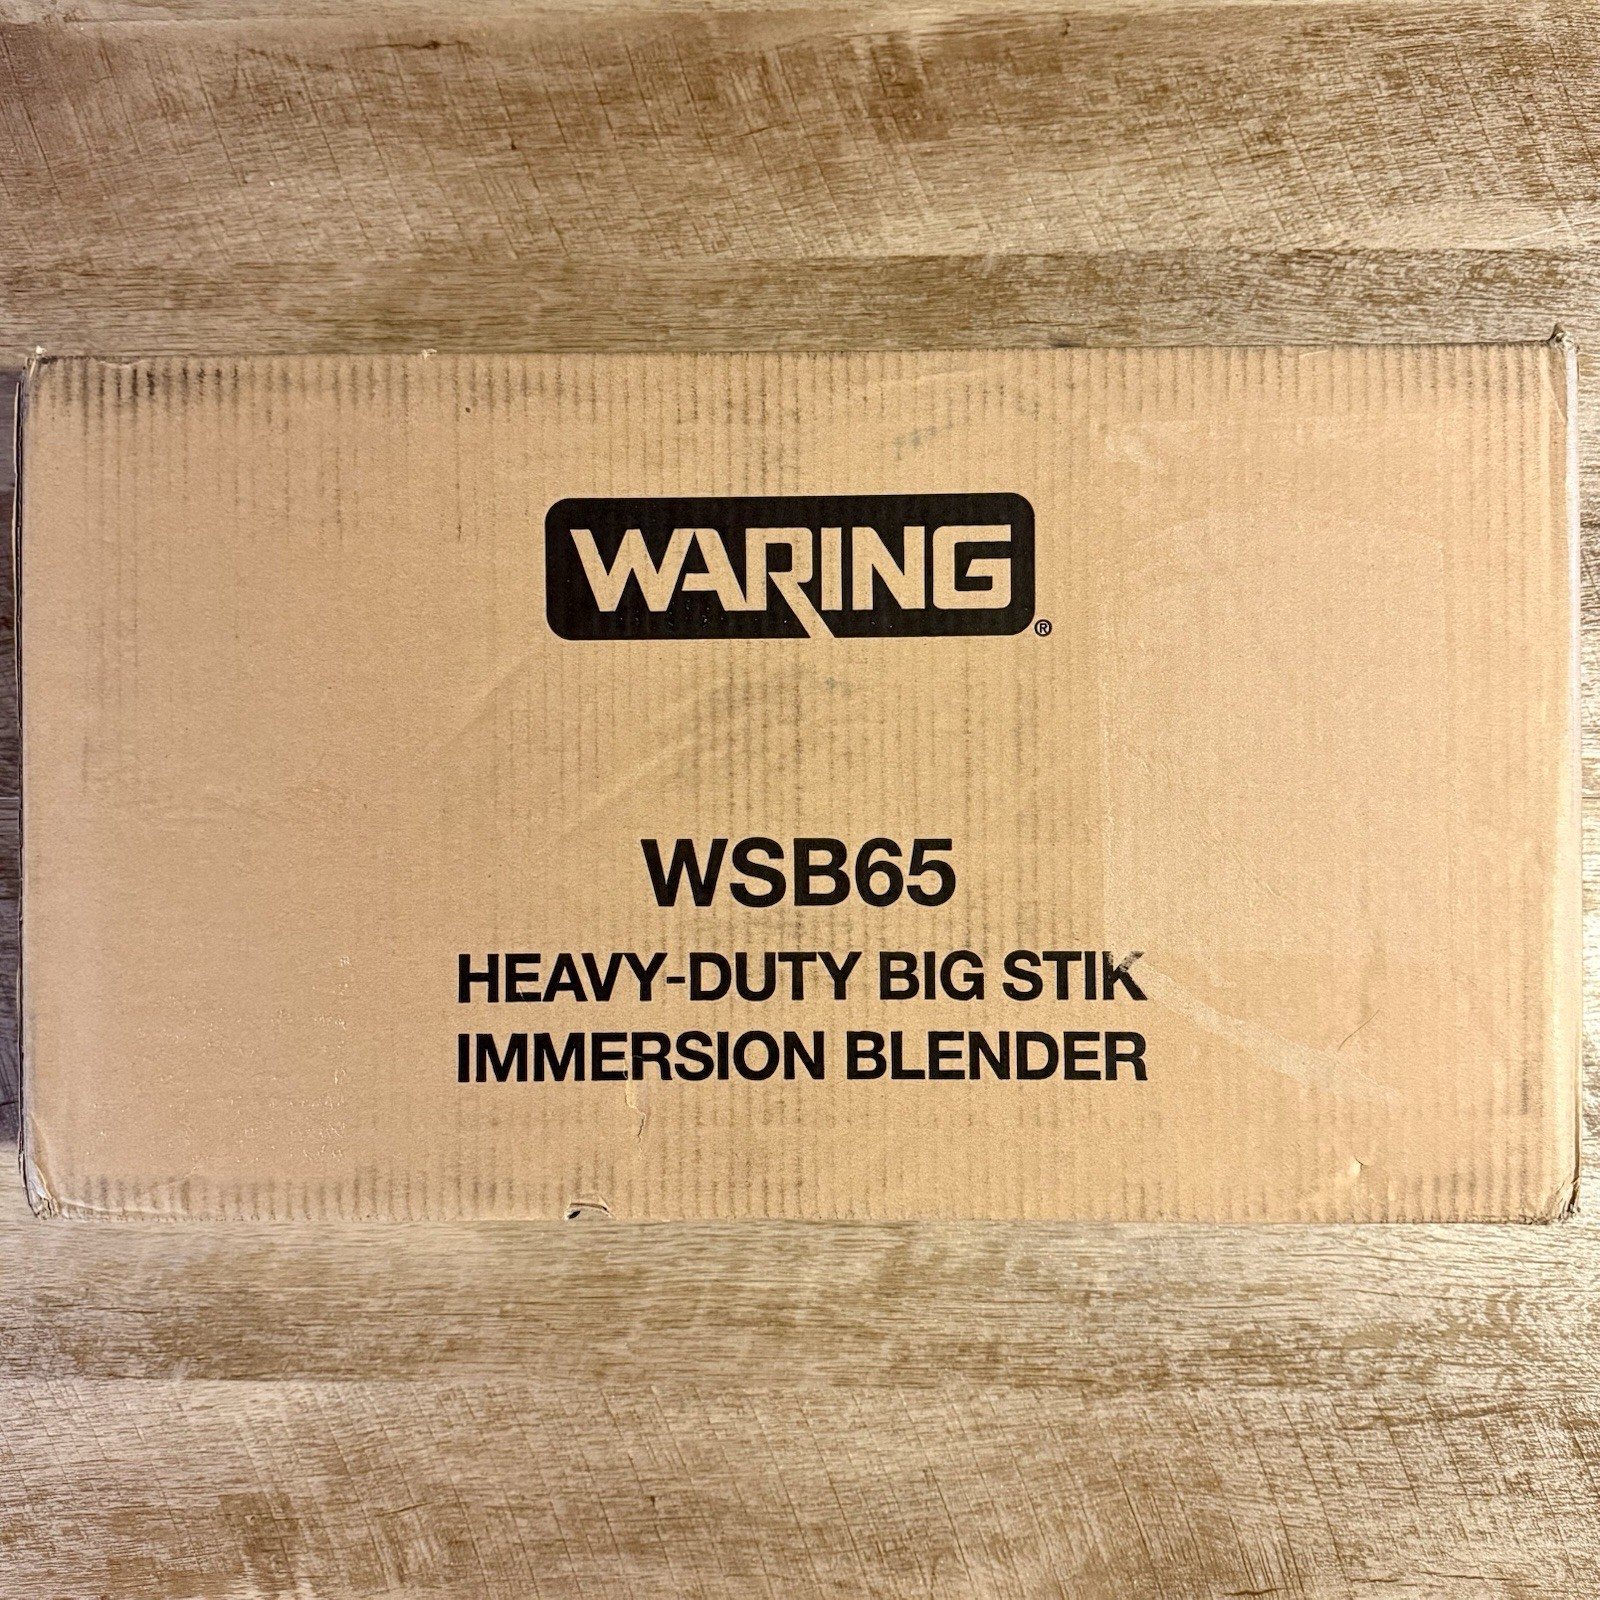 WARING®
WSB65
HEAVY-DUTY BIG STIK
IMMERSION BLENDER